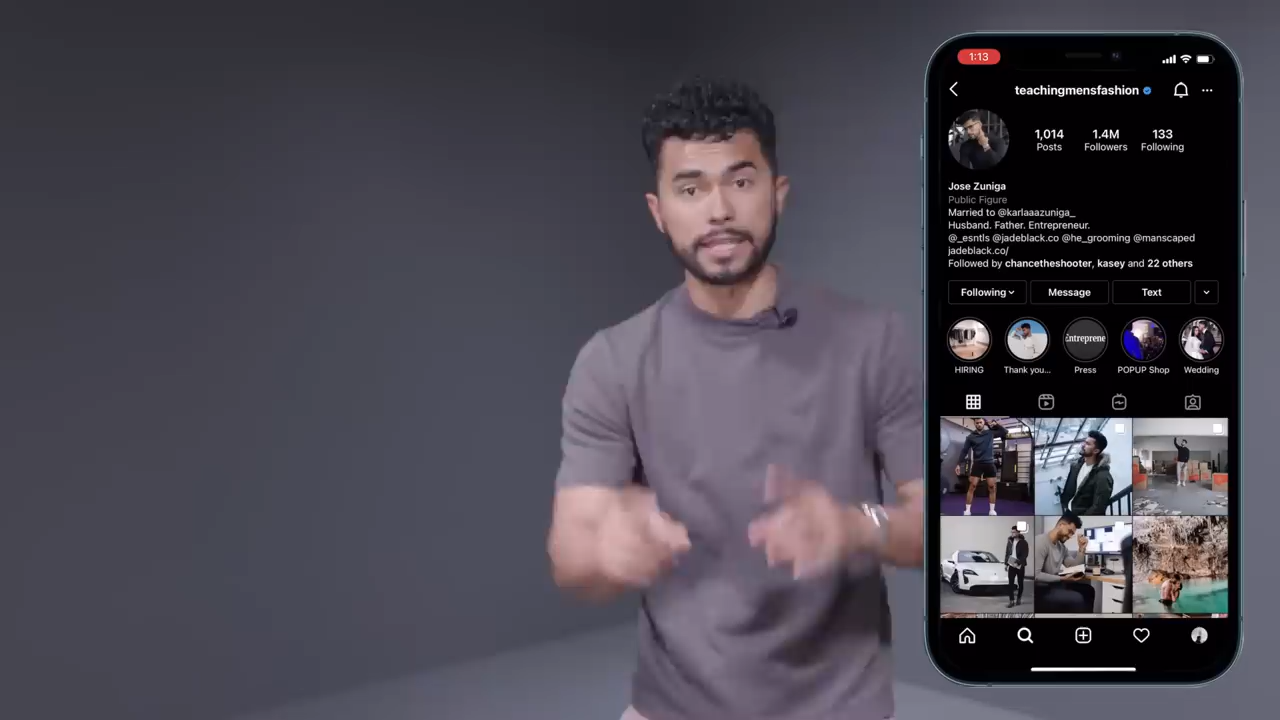 1:13
teachingmensfashion
1,014 1.4M 133
Posts Followers Following
Jose Zuniga
Public Figure
Married to @karlaaazuniga_
Husband. Father. Entrepreneur.
@_esntls @jadeblack.co @he_grooming @manscaped
jadeblack.co/
Followed by chancetheshooter, kasey and 22 others
Following Message Text
Entreprene
HIRING Thank you... Press POPUP Shop Wedding